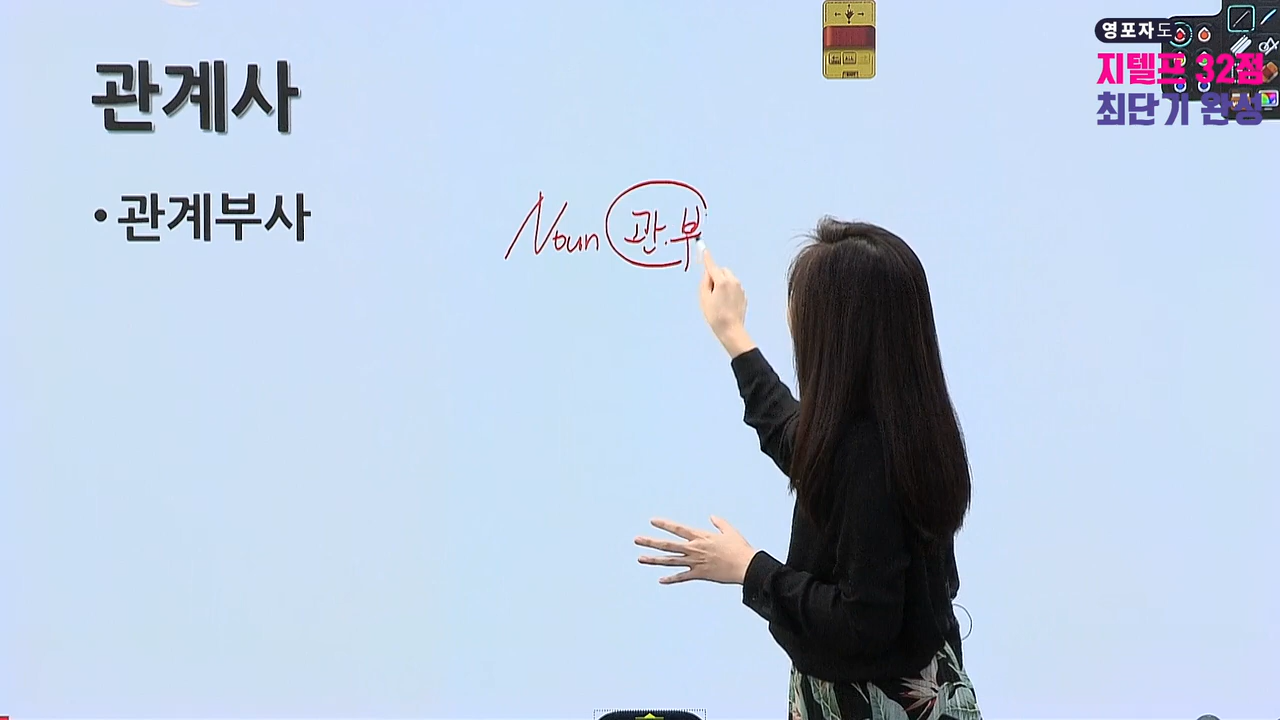 영포자도
지텔프 32점
최단기 완성
관계사
• 관계부사
Noun 관.부